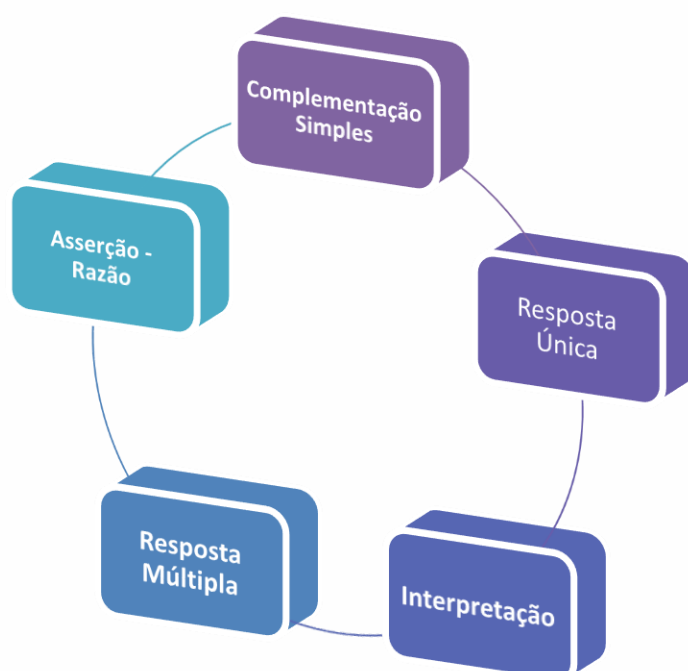 Complementação
Simples
Resposta
Única
Interpretação
Resposta
Múltipla
Asserção -
Razão